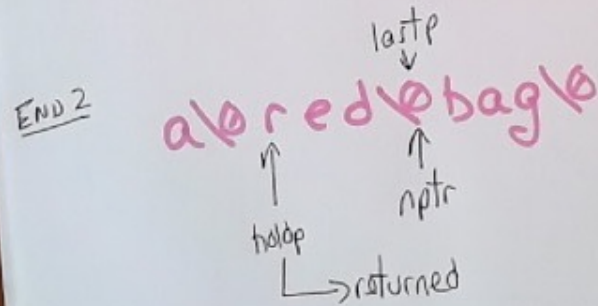 lastp
END 2
a\0red\0bag\0
nptr
holdp
returned